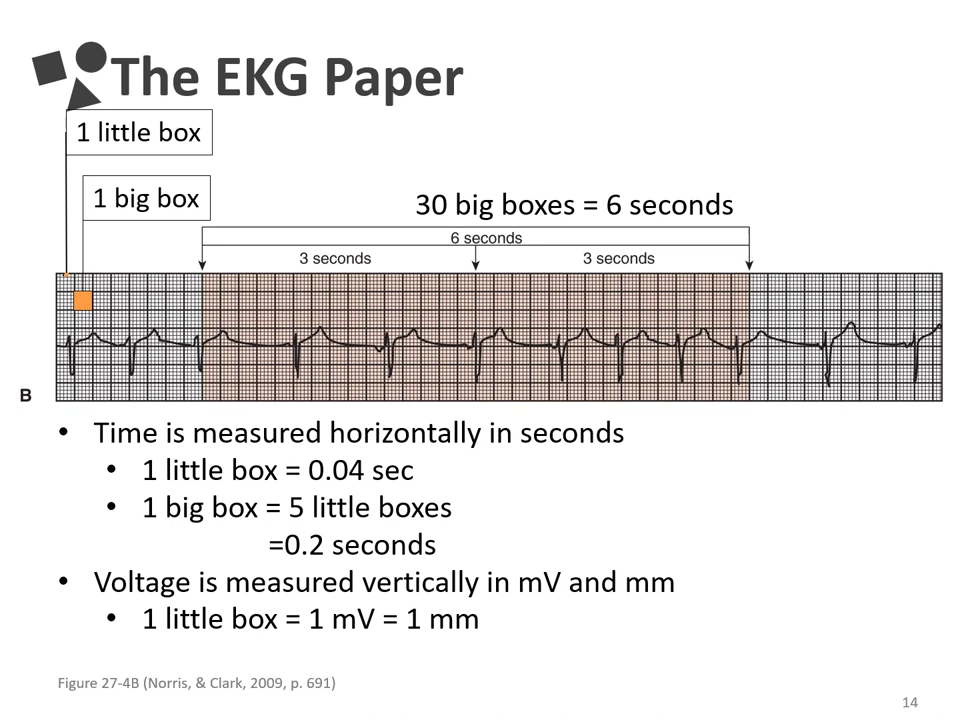 The EKG Paper
1 little box
1 big box
30 big boxes = 6 seconds
6 seconds
3 seconds
3 seconds
B
• Time is measured horizontally in seconds
• 1 little box = 0.04 sec
• 1 big box = 5 little boxes
=0.2 seconds
• Voltage is measured vertically in mV and mm
• 1 little box = 1 mV = 1 mm
Figure 27-4B (Norris, & Clark, 2009, p. 691)
14